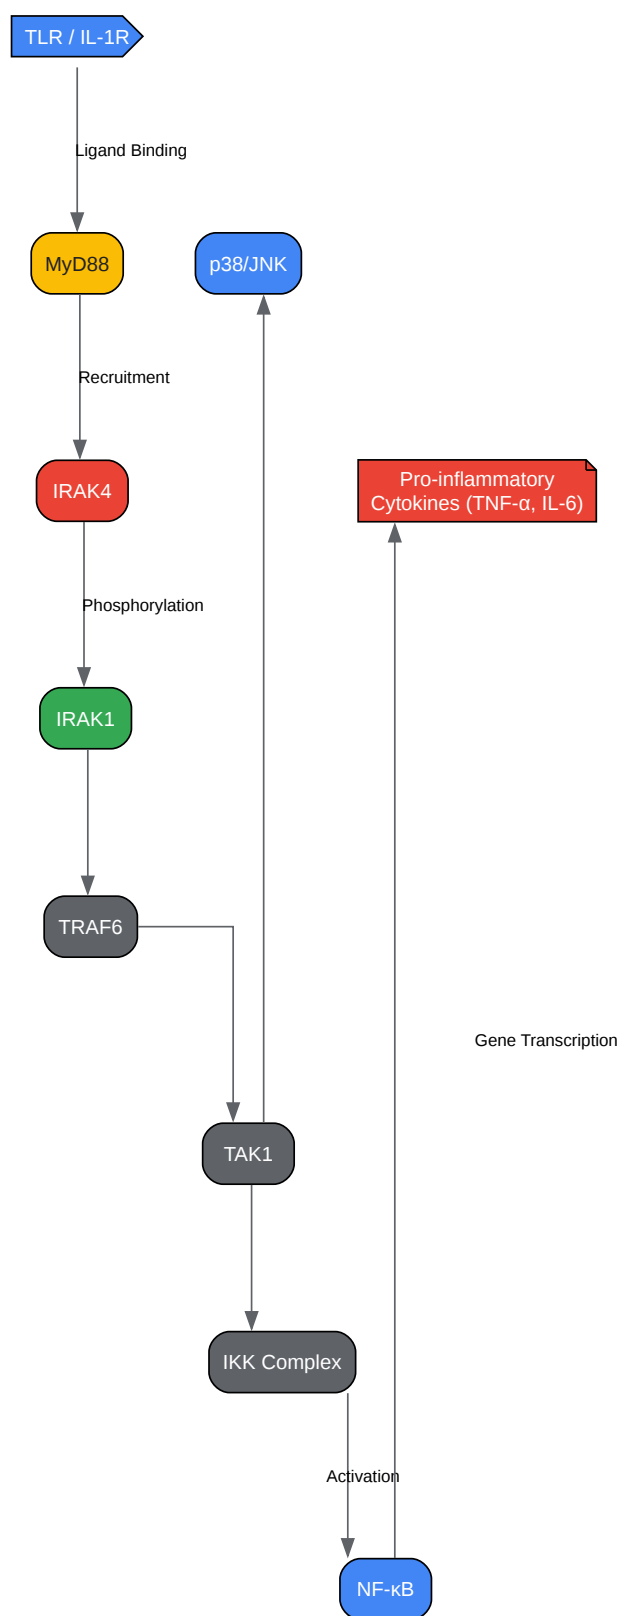 TLR / IL-1R
Ligand Binding
MyD88
p38/JNK
Recruitment
IRAK4
Pro-inflammatory
Cytokines (TNF-α, IL-6)
Phosphorylation
IRAK1
TRAF6
Gene Transcription
TAK1
IKK Complex
Activation
NF-κB